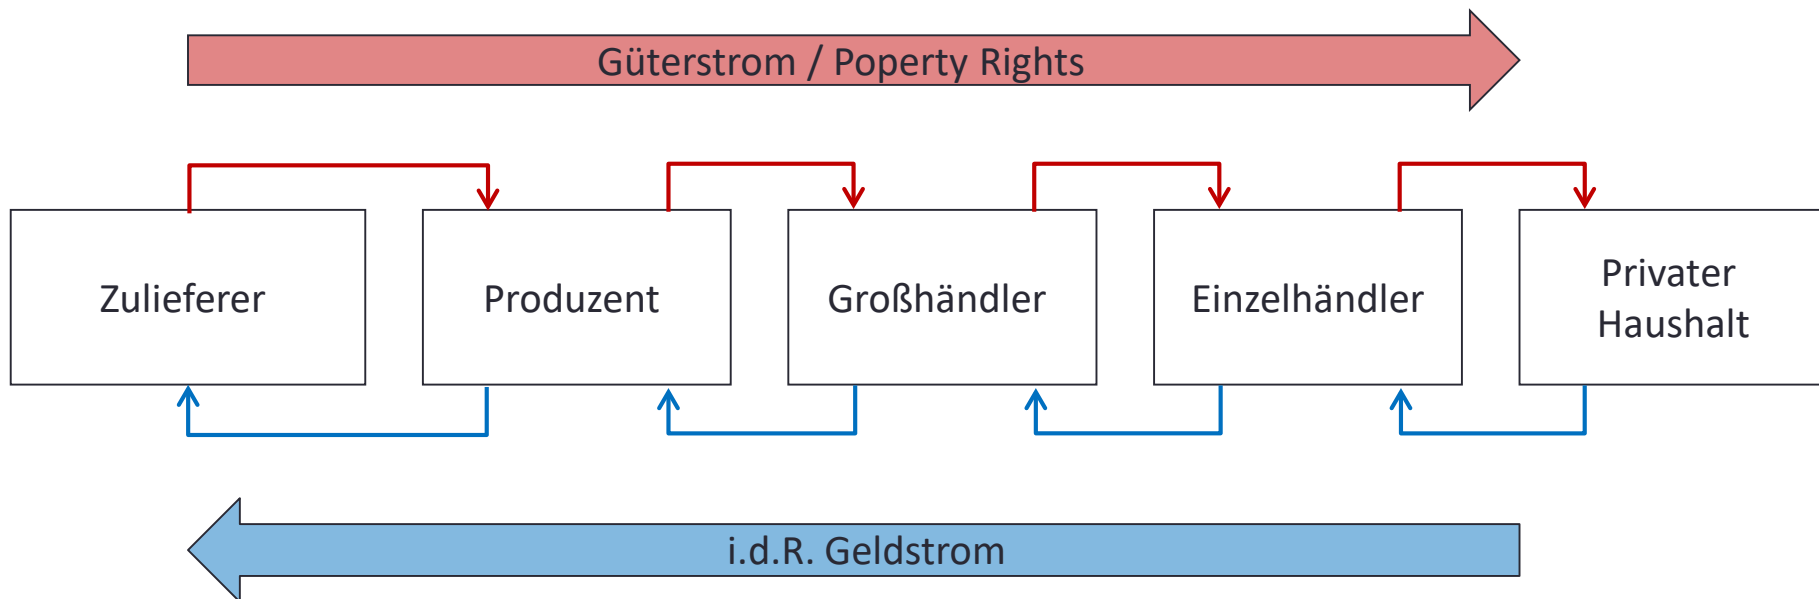 Güterstrom / Poperty Rights
Zulieferer
Produzent
Großhändler
Einzelhändler
Privater
Haushalt
i.d.R. Geldstrom